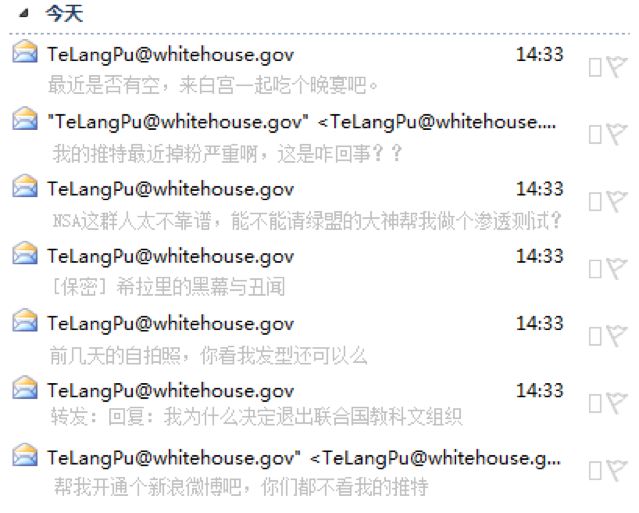 今天
TeLangPu@whitehouse.gov 14:33
最近是否有空，来白宫一起吃个晚宴吧。
"TeLangPu@whitehouse.gov" <TeLangPu@whitehouse....
我的推特最近掉粉严重啊，这是咋回事？？
TeLangPu@whitehouse.gov 14:33
NSA这群人太不靠谱，能不能请绿盟的大神帮我做个渗透测试？
TeLangPu@whitehouse.gov 14:33
[保密] 希拉里的黑幕与丑闻
TeLangPu@whitehouse.gov 14:33
前几天的自拍照，你看我发型还可以么
TeLangPu@whitehouse.gov 14:33
转发：回复：我为什么决定退出联合国教科文组织
TeLangPu@whitehouse.gov" <TeLangPu@whitehouse.g...
帮我开通个新浪微博吧，你们都不看我的推特